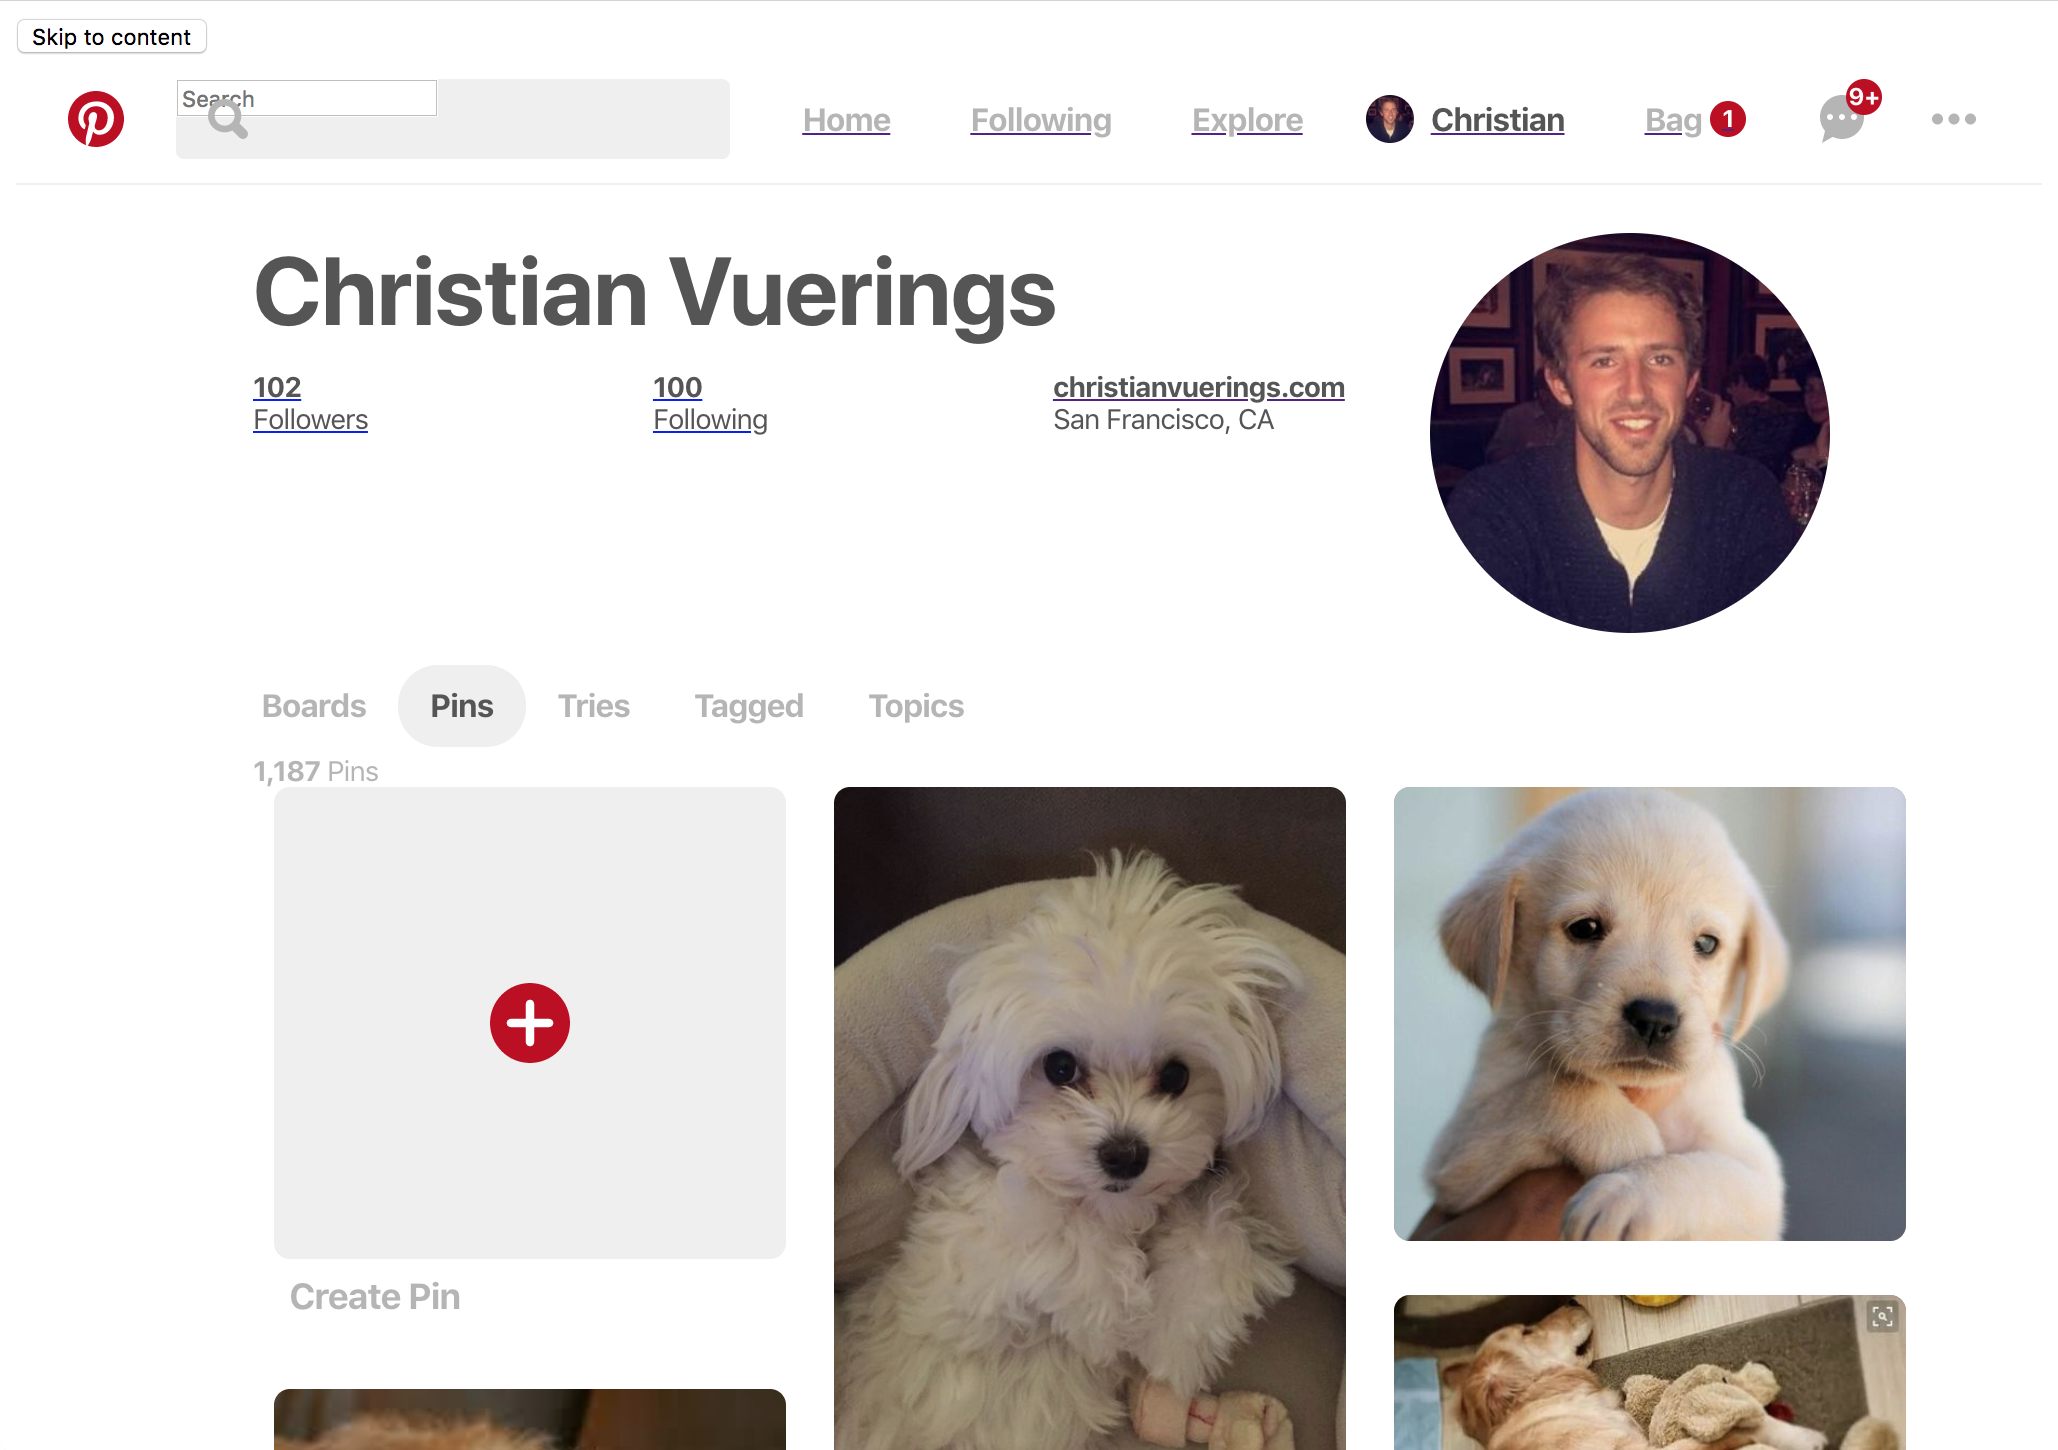 Skip to content
Search
Home
Following
Explore
Christian
Bag
1
9+
Christian Vuerings
102
Followers
100
Following
christianvuerings.com
San Francisco, CA
Boards
Pins
Tries
Tagged
Topics
1,187 Pins
Create Pin